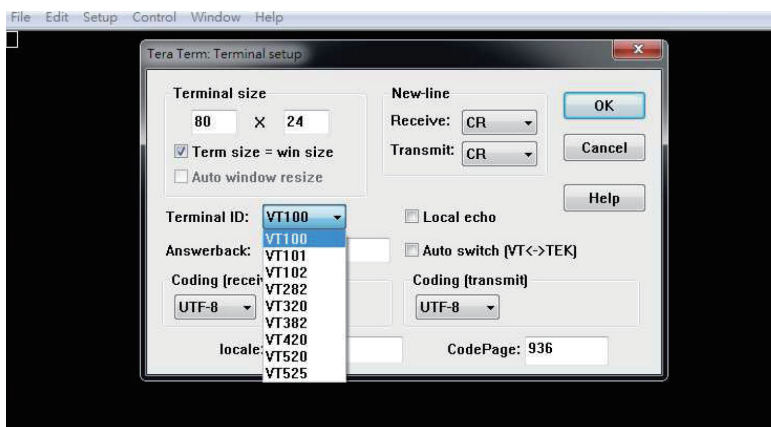 File Edit Setup Control Window Help
Tera Term: Terminal setup
Terminal size
80 X 24
Term size = win size
Auto window resize
New-line
Receive: CR
Transmit: CR
OK
Cancel
Help
Terminal ID: VT100
VT100
VT101
VT102
VT282
VT320
VT382
VT420
VT520
VT525
Local echo
Answerback:
Auto switch (VT<->TEK)
Coding (recei
UTF-8
Coding (transmit)
UTF-8
locale:
CodePage: 936